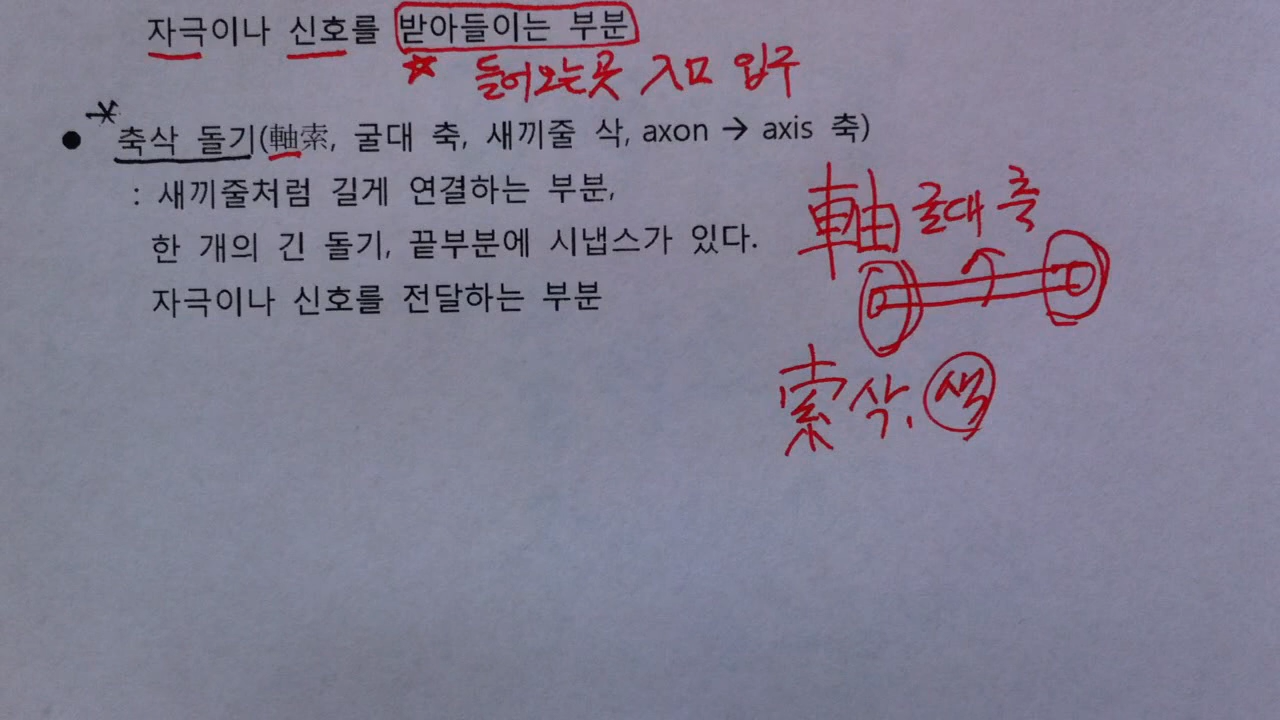 자극이나 신호를 받아들이는 부분
들어오는곳 入口 입구
● 축삭 돌기(軸索, 굴대 축, 새끼줄 삭, axon → axis 축)
: 새끼줄처럼 길게 연결하는 부분,
한 개의 긴 돌기, 끝부분에 시냅스가 있다.
자극이나 신호를 전달하는 부분
軸 굴대 축
索 삭, 색